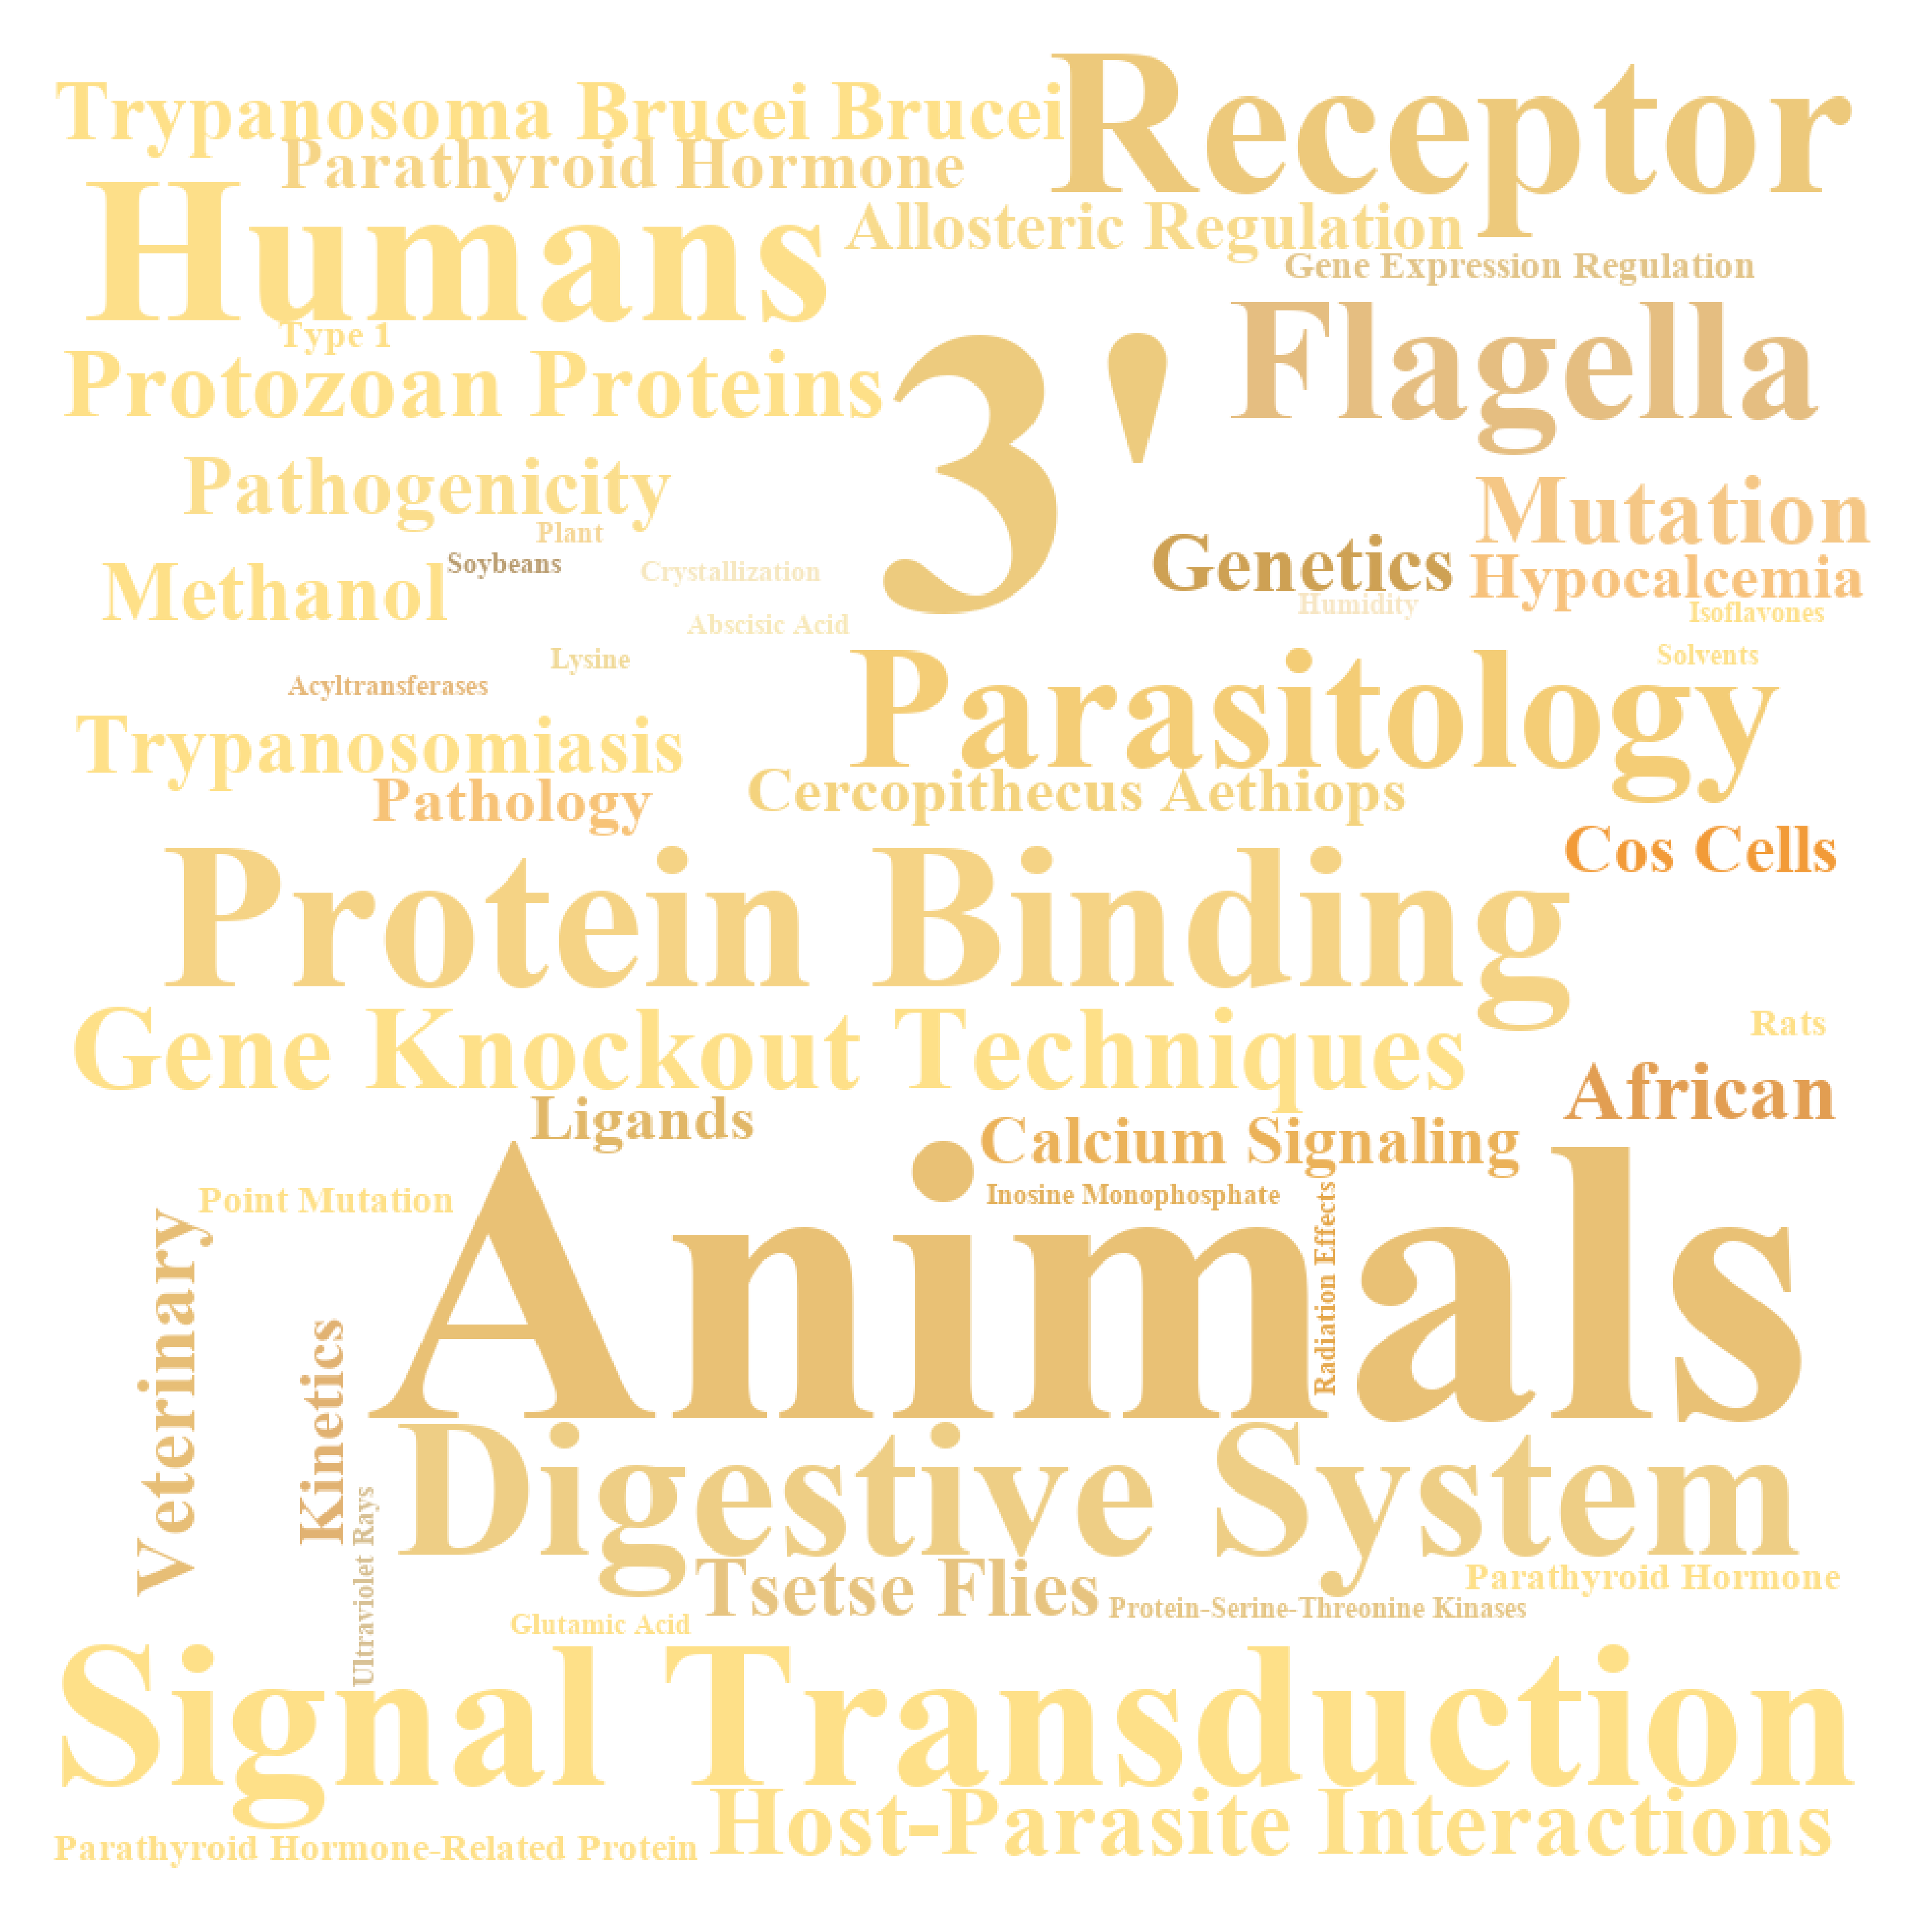 Receptor
Trypanosoma Brucei Brucei
Parathyroid Hormone
Humans
Allosteric Regulation
Gene Expression Regulation
Type 1
Flagella
Protozoan Proteins
3'
Pathogenicity
Mutation
Plant
Genetics
Soybeans
Crystallization
Hypocalcemia
Methanol
Humidity
Isoflavones
Abscisic Acid
Lysine
Solvents
Acyltransferases
Parasitology
Trypanosomiasis
Pathology
Cercopithecus Aethiops
Cos Cells
Protein Binding
Rats
Gene Knockout Techniques
African
Ligands
Calcium Signaling
Point Mutation
Inosine Monophosphate
Radiation Effects
Animals
Veterinary
Kinetics
Digestive System
Ultraviolet Rays
Tsetse Flies
Parathyroid Hormone
Protein-Serine-Threonine Kinases
Glutamic Acid
Signal Transduction
Host-Parasite Interactions
Parathyroid Hormone-Related Protein